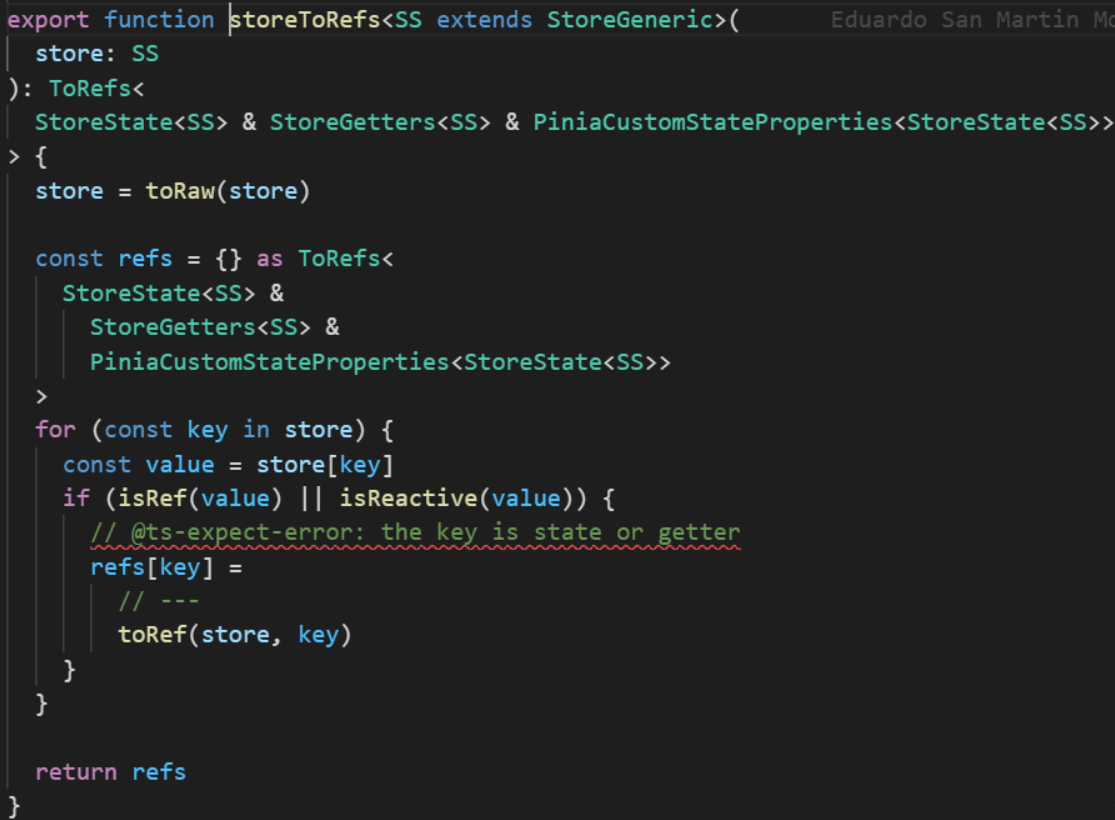 export function storeToRefs<SS extends StoreGeneric>( Eduardo San Martin
store: SS
): ToRefs<
StoreState<SS> & StoreGetters<SS> & PiniaCustomStateProperties<StoreState<SS>>
> {
store = toRaw(store)
const refs = {} as ToRefs<
StoreState<SS> &
StoreGetters<SS> &
PiniaCustomStateProperties<StoreState<SS>>
>
for (const key in store) {
const value = store[key]
if (isRef(value) || isReactive(value)) {
// @ts-expect-error: the key is state or getter
refs[key] =
// ---
toRef(store, key)
}
}
return refs
}